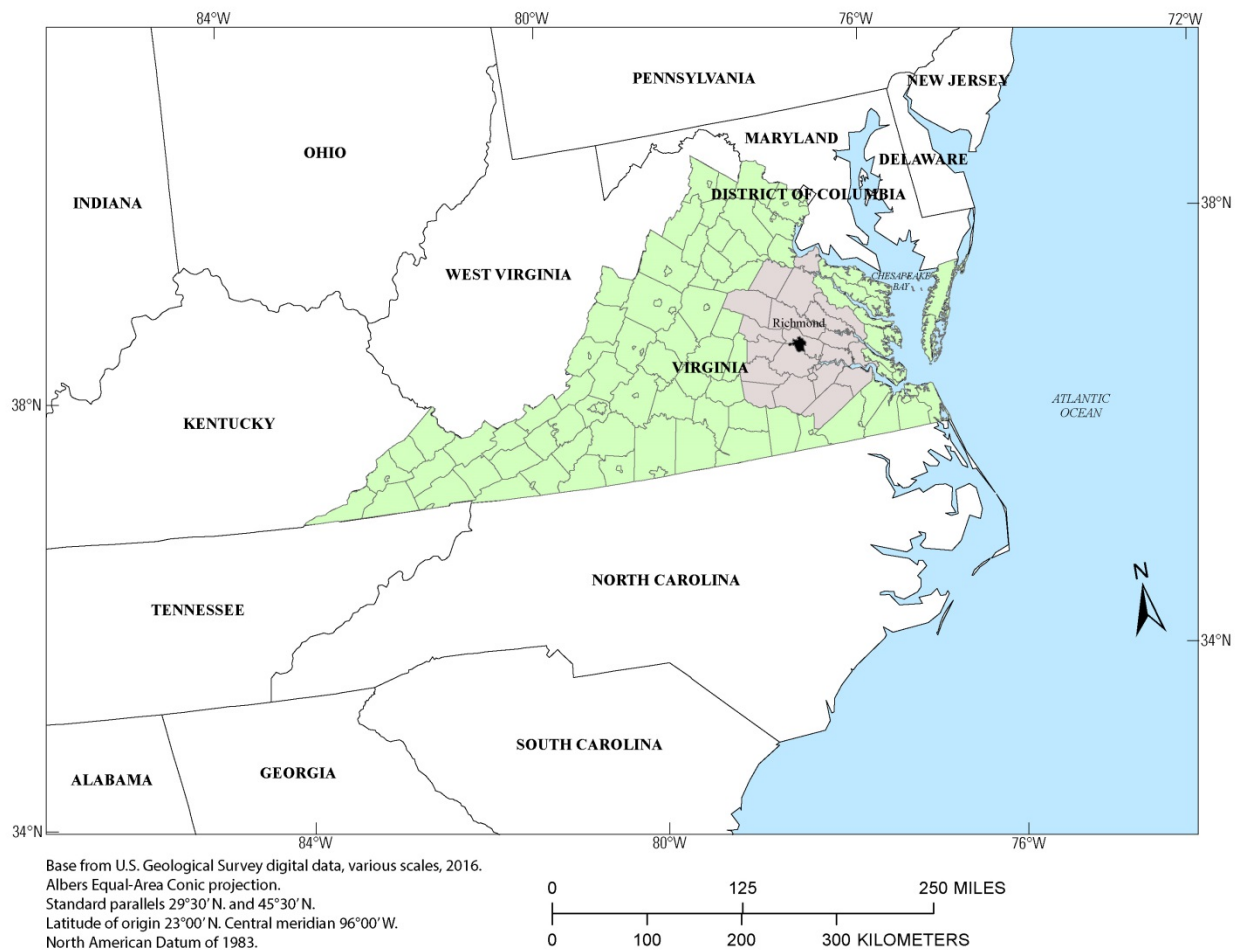 84°W
80°W
76°W
72°W
PENNSYLVANIA
NEW JERSEY
OHIO
MARYLAND
DELAWARE
INDIANA
DISTRICT OF COLUMBIA
38°N
WEST VIRGINIA
CHESAPEAKE
BAY
Richmond
VIRGINIA
38°N
ATLANTIC
OCEAN
KENTUCKY
N
NORTH CAROLINA
TENNESSEE
34°N
SOUTH CAROLINA
ALABAMA
GEORGIA
34°N
84°W
80°W
76°W
Base from U.S. Geological Survey digital data, various scales, 2016.
Albers Equal-Area Conic projection.
Standard parallels 29°30' N. and 45°30' N.
Latitude of origin 23°00' N. Central meridian 96°00' W.
North American Datum of 1983.
0 125 250 MILES
0 100 200 300 KILOMETERS